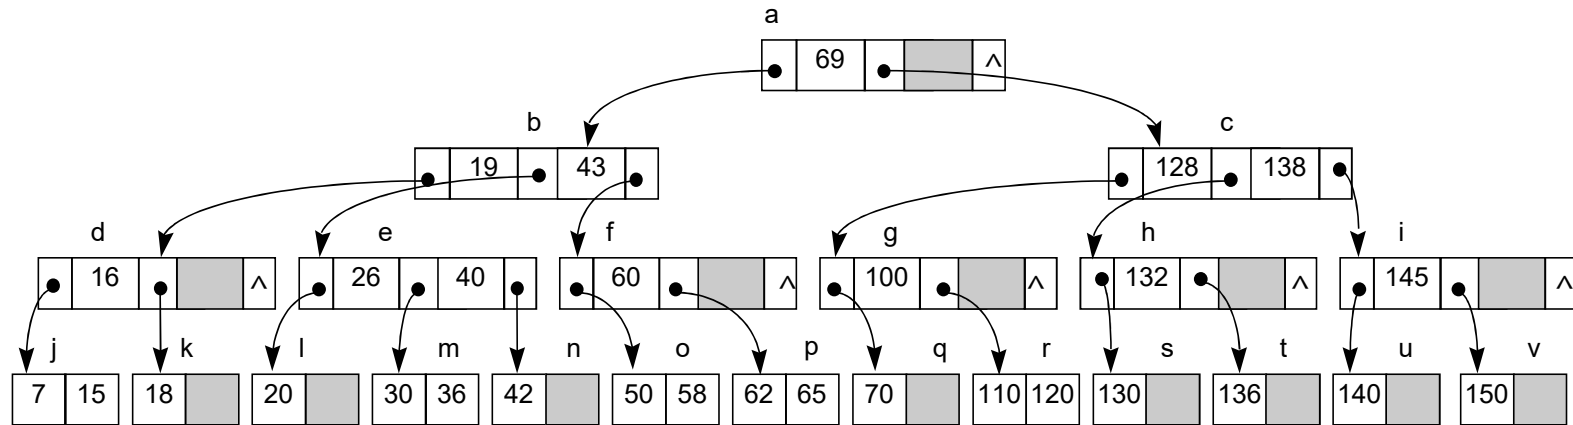 a
69 ^
b c
19 43 128 138
d e f g h i
16 ^ 26 40 60 ^ 100 ^ 132 ^ 145 ^
j k l m n o p q r s t u v
7 15 18 20 30 36 42 50 58 62 65 70 110 120 130 136 140 150